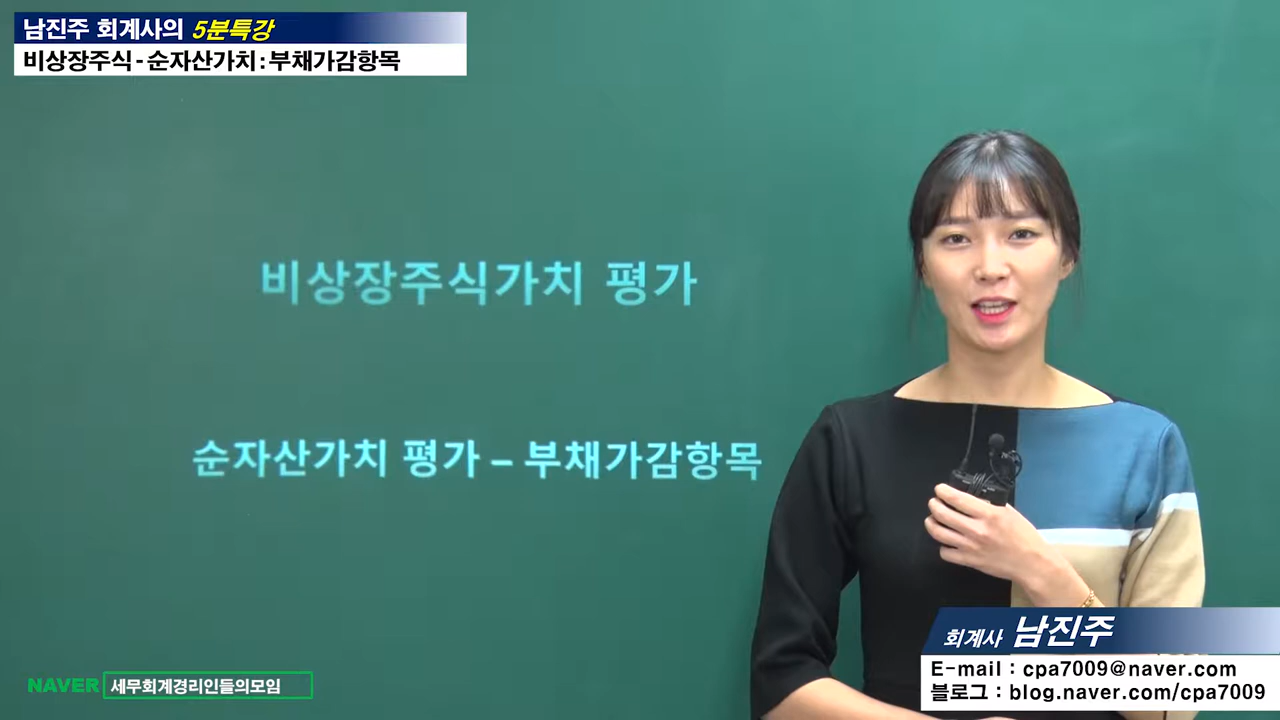 남진주 회계사의 5분특강
비상장주식-순자산가치:부채가감항목
비상장주식가치 평가
순자산가치 평가 – 부채가감항목
회계사 남진주
E-mail : cpa7009@naver.com
블로그 : blog.naver.com/cpa7009
NAVER 세무회계경리인들의모임